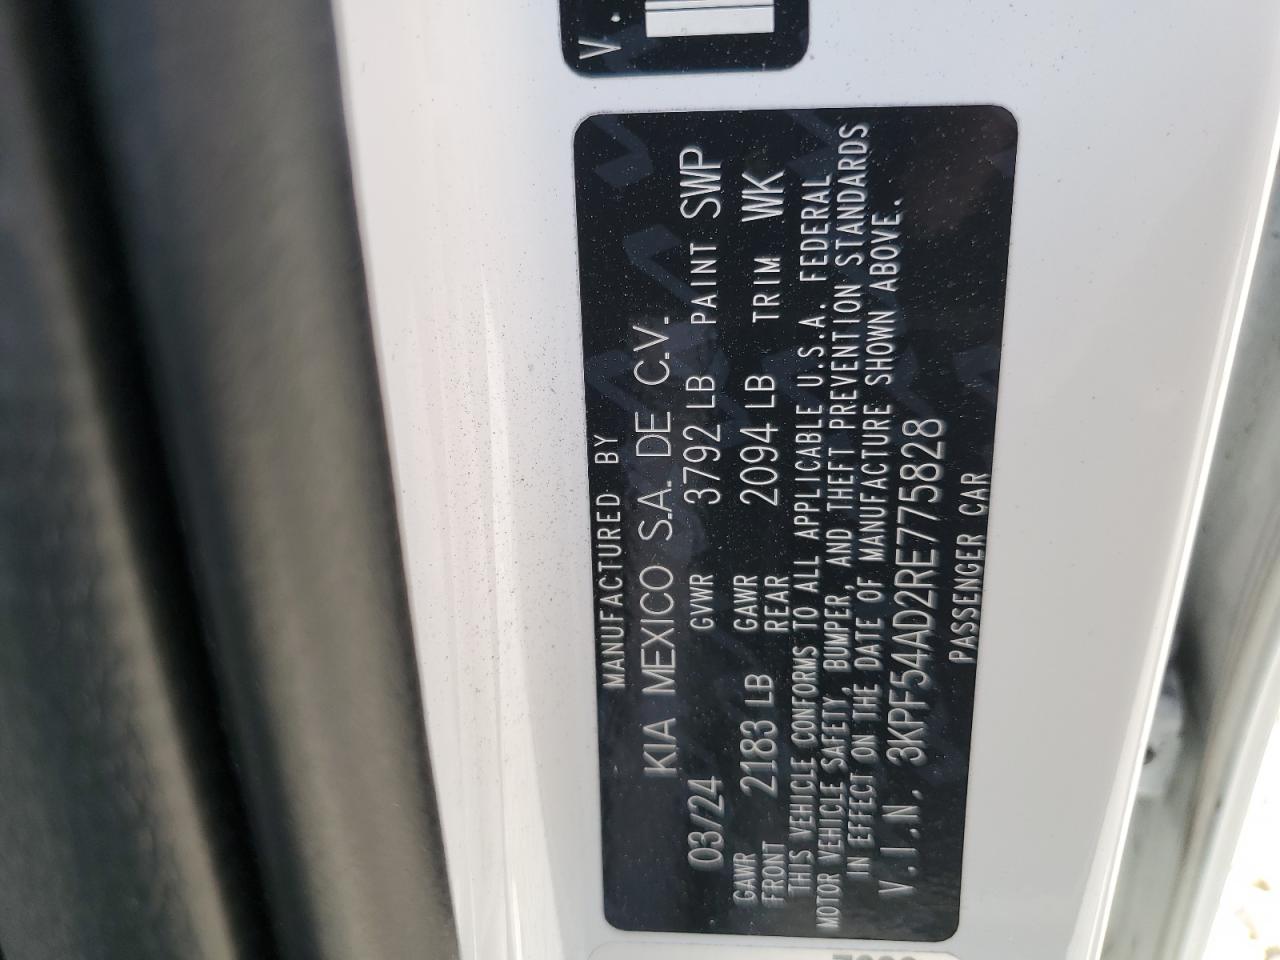 V.
MANUFACTURED BY
KIA MEXICO S.A. DE C.V.
03/24 GVWR 3792 LB PAINT SWP
GAWR FRONT 2183 LB GAWR REAR 2094 LB TRIM WK
THIS VEHICLE CONFORMS TO ALL APPLICABLE U.S.A. FEDERAL
MOTOR VEHICLE SAFETY, BUMPER, AND THEFT PREVENTION STANDARDS
IN EFFECT ON THE DATE OF MANUFACTURE SHOWN ABOVE.
V.I.N. 3KPF54AD2RE775828
PASSENGER CAR